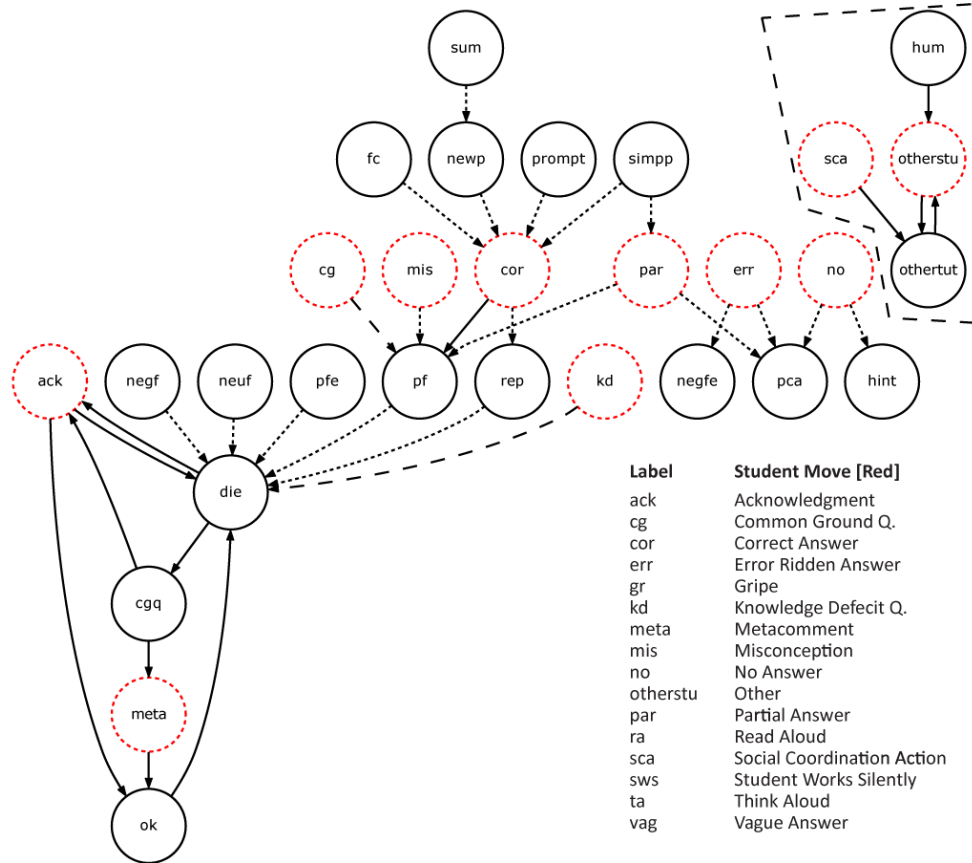 sum
hum
fc
newp
prompt
simpp
sca
otherstu
cg
mis
cor
par
err
no
othertut
ack
negf
neuf
pfe
pf
rep
kd
negfe
pca
hint
die
cgq
meta
ok
Label Student Move [Red]
ack Acknowledgment
cg Common Ground Q.
cor Correct Answer
err Error Ridden Answer
gr Gripe
kd Knowledge Defecit Q.
meta Metacomment
mis Misconception
no No Answer
otherstu Other
par Partial Answer
ra Read Aloud
sca Social Coordination Action
sws Student Works Silently
ta Think Aloud
vag Vague Answer